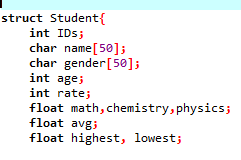 struct Student{
int IDs;
char name[50];
char gender[50];
int age;
int rate;
float math,chemistry,physics;
float avg;
float highest, lowest;